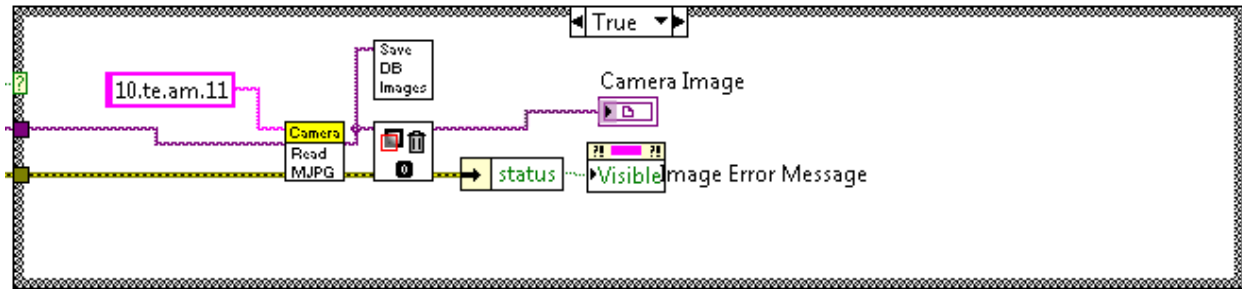 True
Save
DB
Images
?
10.te.am.11
Camera Image
Camera
Read
MJPG
0
?! ?!
status
Visible
Image Error Message